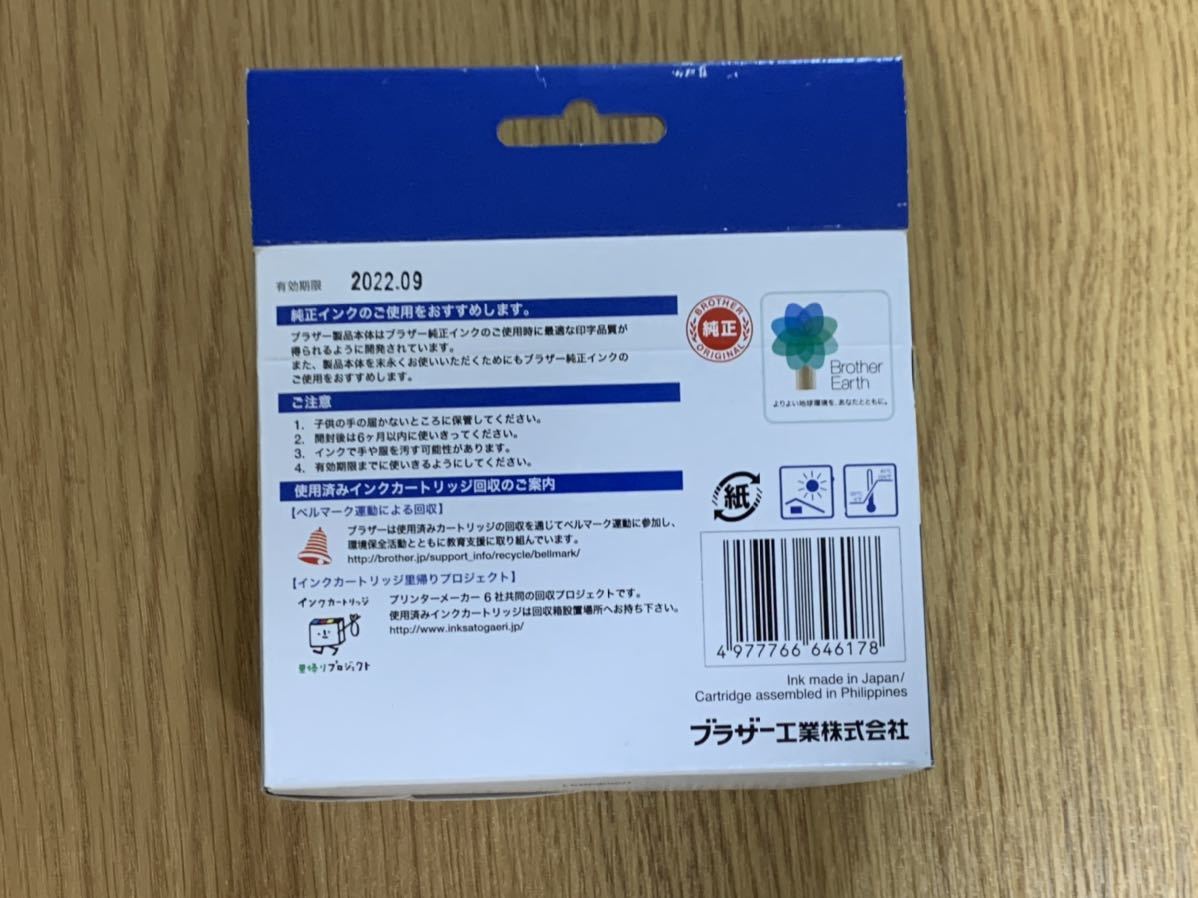 有効期限 2022.09
純正インクのご使用をおすすめします。
ブラザー製品本体はブラザー純正インクのご使用時に最適な印字品質が
得られるように開発されています。
また、製品本体を末永くお使いいただくためにもブラザー純正インクの
ご使用をおすすめします。
BROTHER
純正
ORIGINAL
Brother
Earth
よりよい地球環境を、あなたとともに。
ご注意
1. 子供の手の届かないところに保管してください。
2. 開封後は6ヶ月以内に使いきってください。
3. インクで手や服を汚す可能性があります。
4. 有効期限までに使いきるようにしてください。
使用済みインクカートリッジ回収のご案内
【ベルマーク運動による回収】
ブラザーは使用済みカートリッジの回収を通じてベルマーク運動に参加し、
環境保全活動とともに教育支援に取り組んでいます。
http://brother.jp/support_info/recycle/bellmark/
【インクカートリッジ里帰りプロジェクト】
インクカートリッジ
里帰りプロジェクト
プリンターメーカー6社共同の回収プロジェクトです。
使用済みインクカートリッジは回収箱設置場所へお持ち下さい。
http://www.inksatogaeri.jp/
紙
4 977766 646178
Ink made in Japan/
Cartridge assembled in Philippines
ブラザー工業株式会社